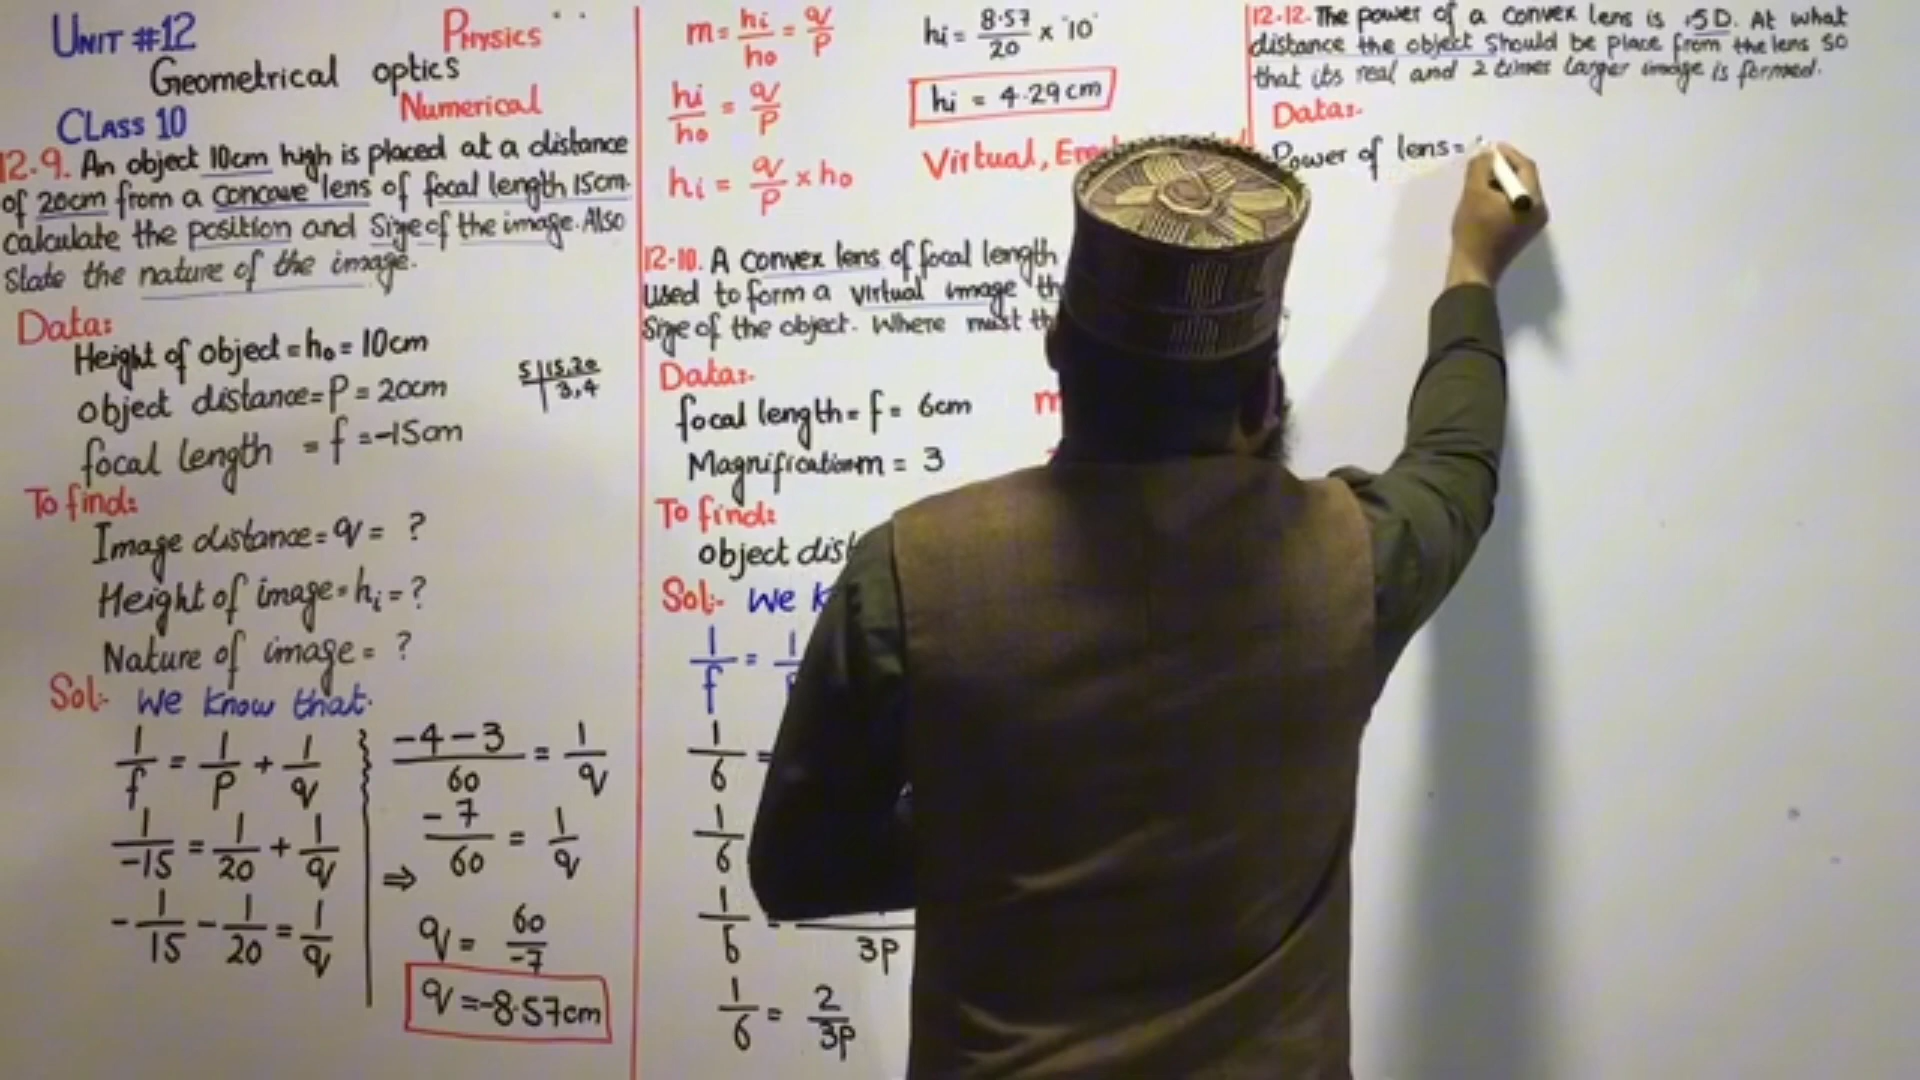 UNIT #12
Physics
Geometrical optics
Numerical
CLASS 10
12-9. An object 10cm high is placed at a distance
of 20cm from a concave lens of focal length 15cm.
calculate the position and Size of the image. Also
State the nature of the image.
Data:
Height of object = ho = 10cm
object distance = P = 20cm
focal length = f = -15cm
5 | 15, 20
3, 4
To find:
Image distance = q = ?
Height of image = hi = ?
Nature of image = ?
Sol:- We know that.
1/f = 1/P + 1/q
1/-15 = 1/20 + 1/q
-1/15 - 1/20 = 1/q
-4-3/60 = 1/q
-7/60 = 1/q
⇒ q = 60/-7
q = -8.57cm
m = hi/ho = q/P
hi/ho = q/P
hi = q/P × ho
hi = 8.57/20 × 10
hi = 4.29cm
Virtual,
12-10. A convex lens of focal length
used to form a virtual image
Size of the object. Where must
Data:-
focal length = f = 6cm
Magnification m = 3
To find:
object
Sol:- We
1/f =
1/6 =
1/6
1/6 = 3P
1/6 = 2/3P
12-12. The power of a convex lens is 5D. At what
distance the object Should be place from the lens so
that its real and 2 times larger image is formed.
Data:-
Power of lens =